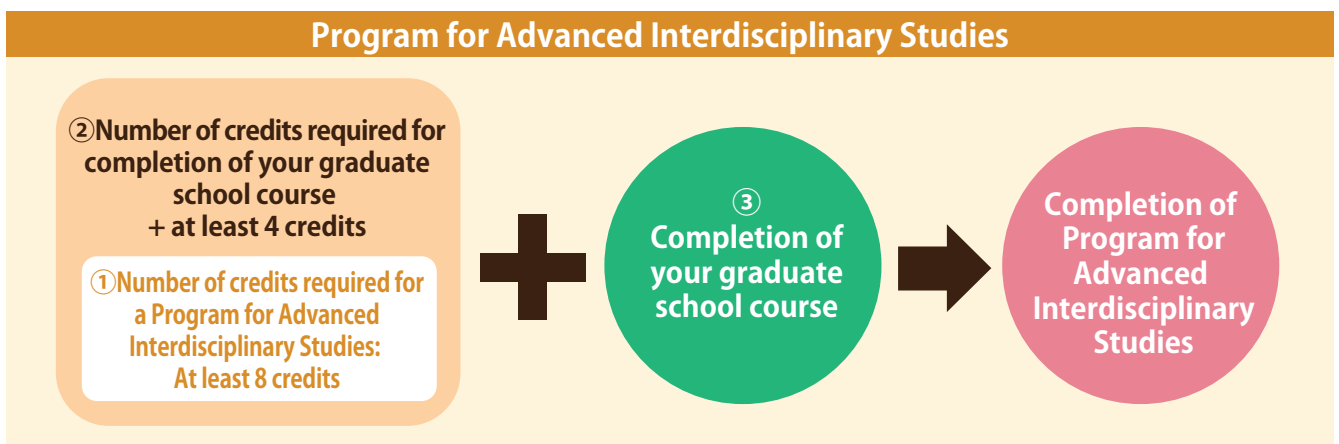 Program for Advanced Interdisciplinary Studies
②Number of credits required for
completion of your graduate
school course
+ at least 4 credits
①Number of credits required for
a Program for Advanced
Interdisciplinary Studies:
At least 8 credits
③
Completion of
your graduate
school course
Completion of
Program for
Advanced
Interdisciplinary
Studies